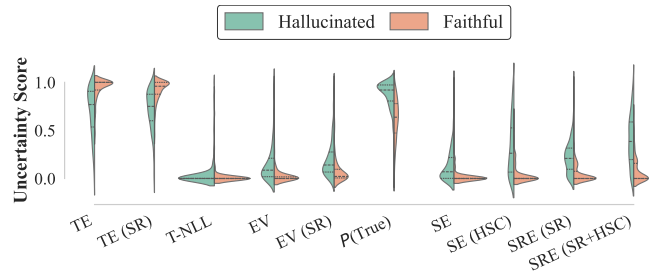 Hallucinated Faithful
Uncertainty Score
1.0
0.5
0.0
TE
TE (SR)
T-NLL
EV
EV (SR)
P(True)
SE
SE (HSC)
SRE (SR)
SRE (SR+HSC)